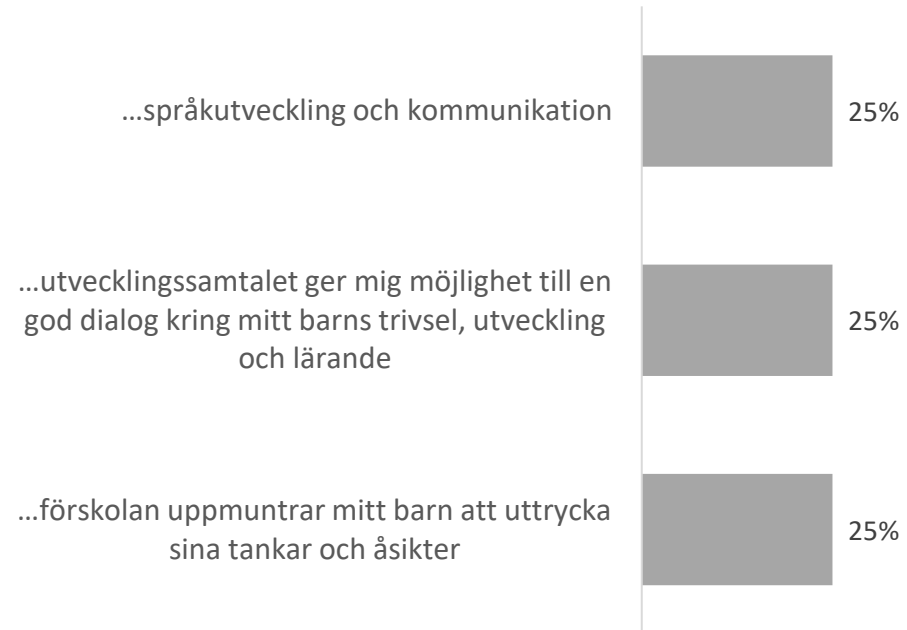 …språkutveckling och kommunikation
25%
…utvecklingssamtalet ger mig möjlighet till en
god dialog kring mitt barns trivsel, utveckling
och lärande
25%
…förskolan uppmuntrar mitt barn att uttrycka
sina tankar och åsikter
25%